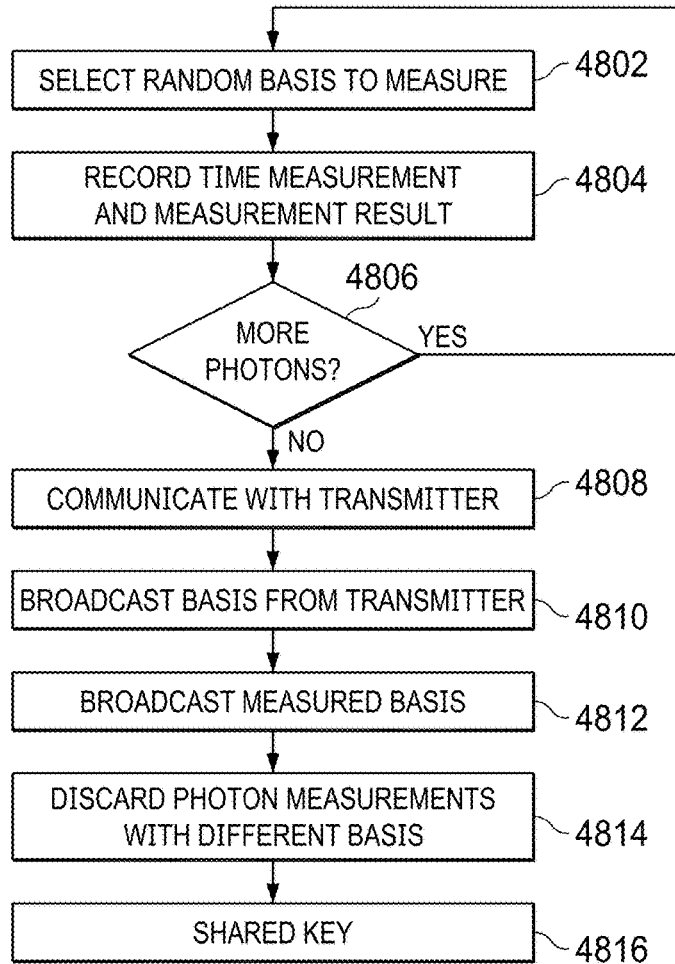 SELECT RANDOM BASIS TO MEASURE
4802
RECORD TIME MEASUREMENT
AND MEASUREMENT RESULT
4804
4806
MORE
PHOTONS?
YES
NO
COMMUNICATE WITH TRANSMITTER
4808
BROADCAST BASIS FROM TRANSMITTER
4810
BROADCAST MEASURED BASIS
4812
DISCARD PHOTON MEASUREMENTS
WITH DIFFERENT BASIS
4814
SHARED KEY
4816